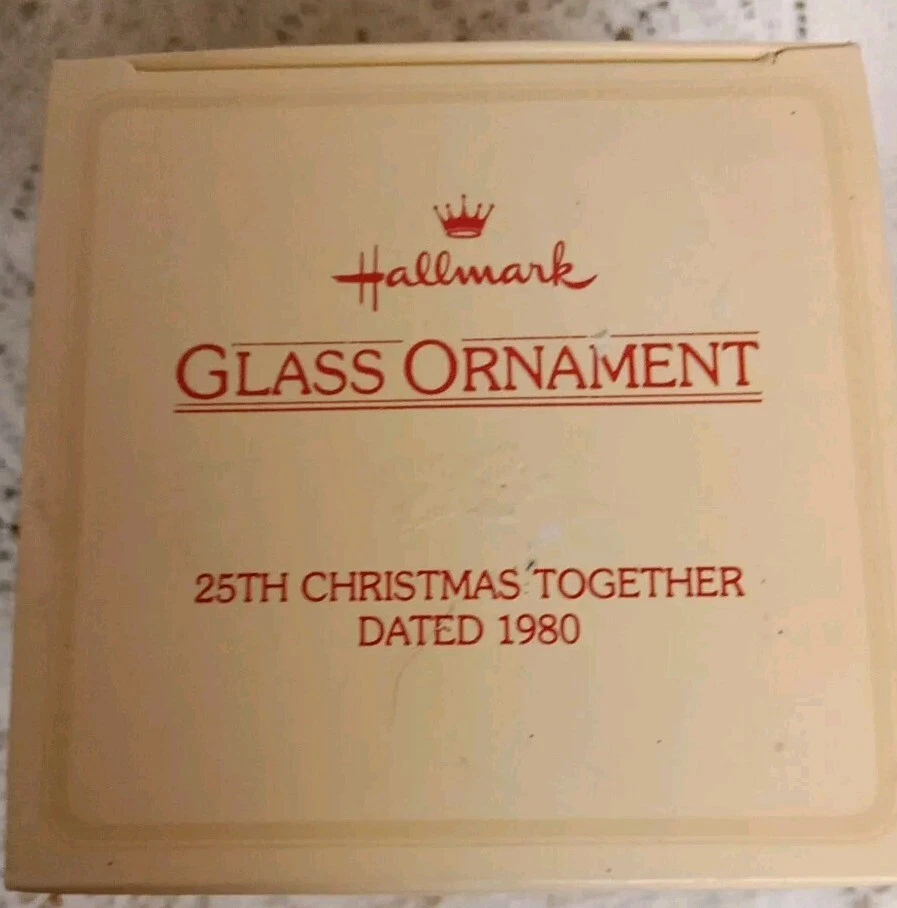 Hallmark
GLASS ORNAMENT
25TH CHRISTMAS TOGETHER
DATED 1980